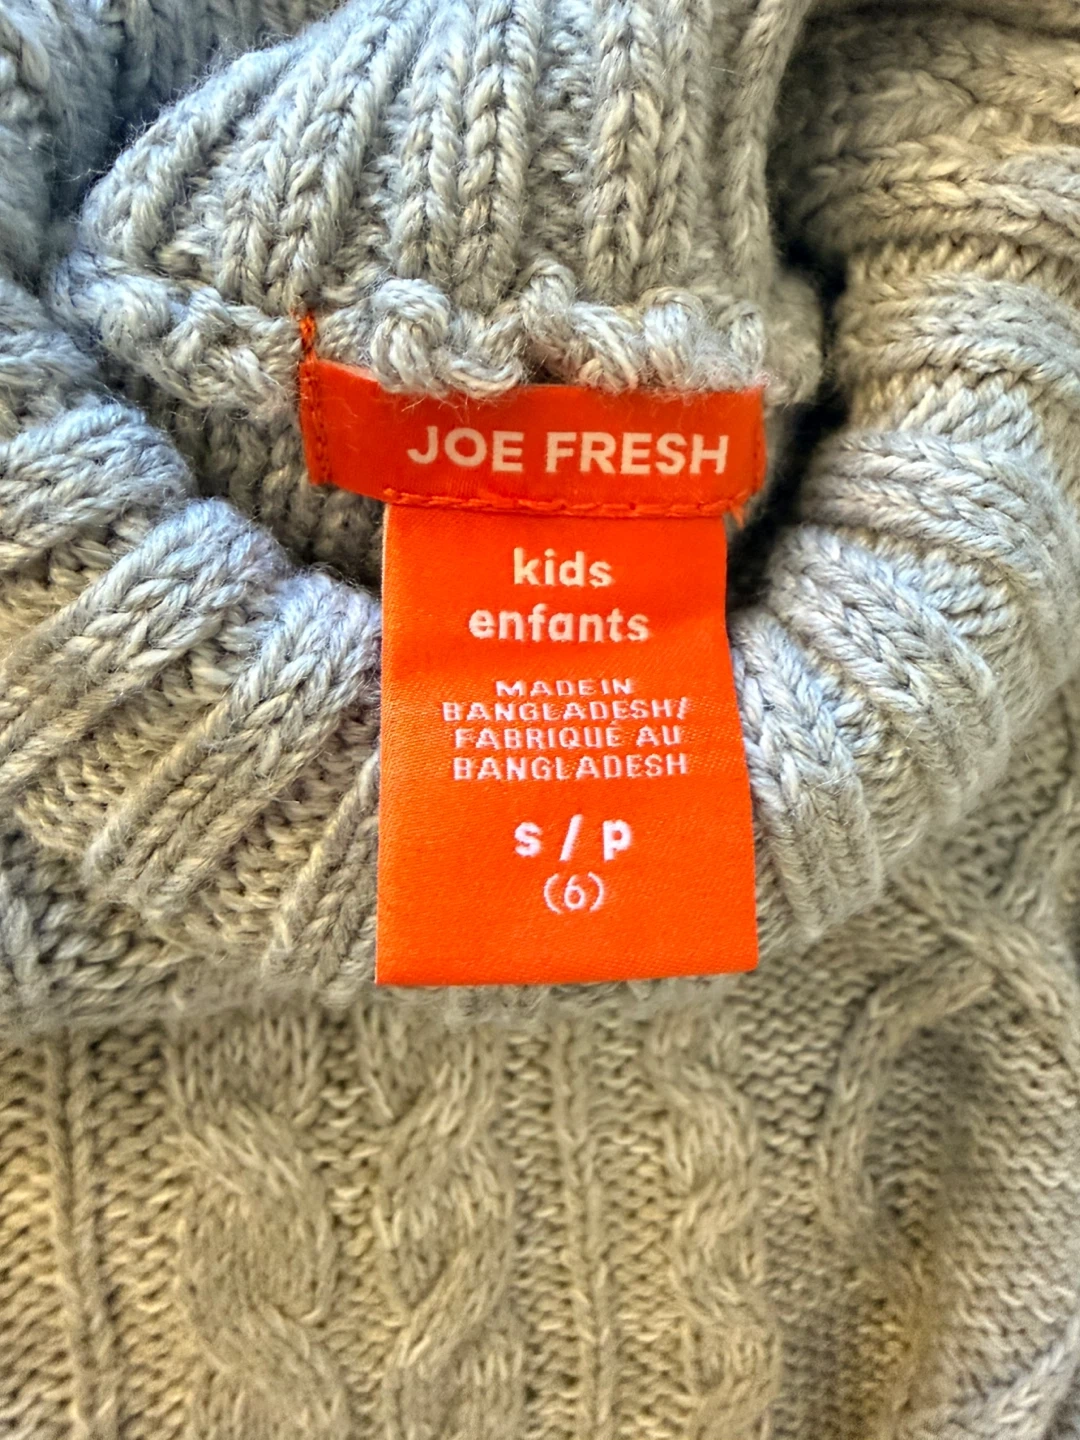 JOE FRESH
kids
enfants
MADE IN
BANGLADESH/
FABRIQUÉ AU
BANGLADESH
s / p
(6)